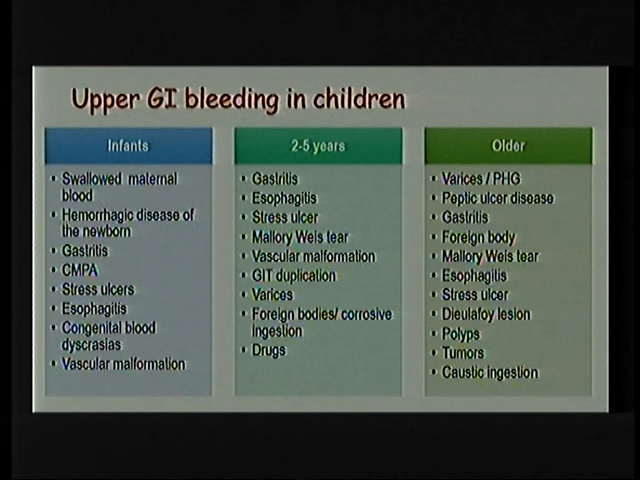 Upper GI bleeding in children
Infants
• Swallowed maternal
blood
• Hemorrhagic disease of
the newborn
• Gastritis
• CMPA
• Stress ulcers
• Esophagitis
• Congenital blood
dyscrasias
• Vascular malformation
2-5 years
• Gastritis
• Esophagitis
• Stress ulcer
• Mallory Weis tear
• Vascular malformation
• GIT duplication
• Varices
• Foreign bodies/ corrosive
ingestion
• Drugs
Older
• Varices / PHG
• Peptic ulcer disease
• Gastritis
• Foreign body
• Mallory Weis tear
• Esophagitis
• Stress ulcer
• Dieulafoy lesion
• Polyps
• Tumors
• Caustic ingestion